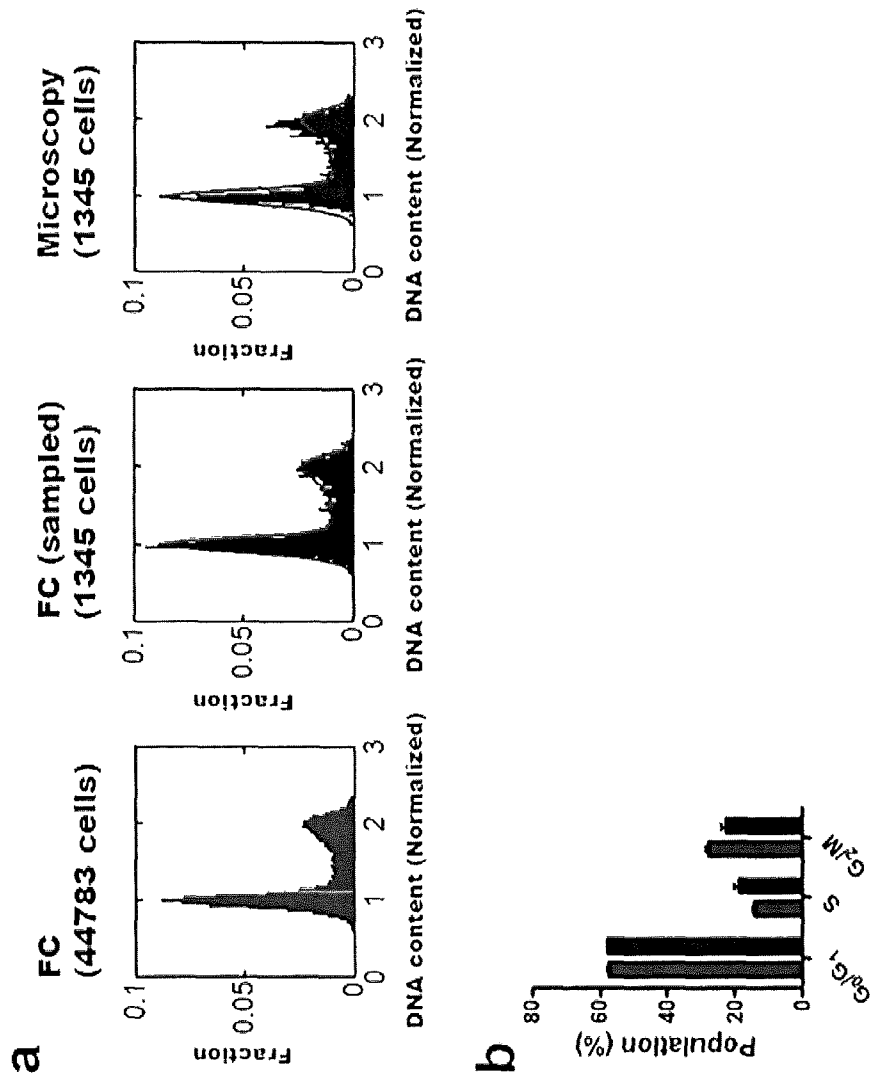 a
FC
(44783 cells)
Fraction
0.1
0.05
0
0 1 2 3
DNA content (Normalized)
FC (sampled)
(1345 cells)
Fraction
0.1
0.05
0
0 1 2 3
DNA content (Normalized)
Microscopy
(1345 cells)
Fraction
0.1
0.05
0
0 1 2 3
DNA content (Normalized)
b
Population (%)
80
60
40
20
0
G₀/G₁
S
G₂/M